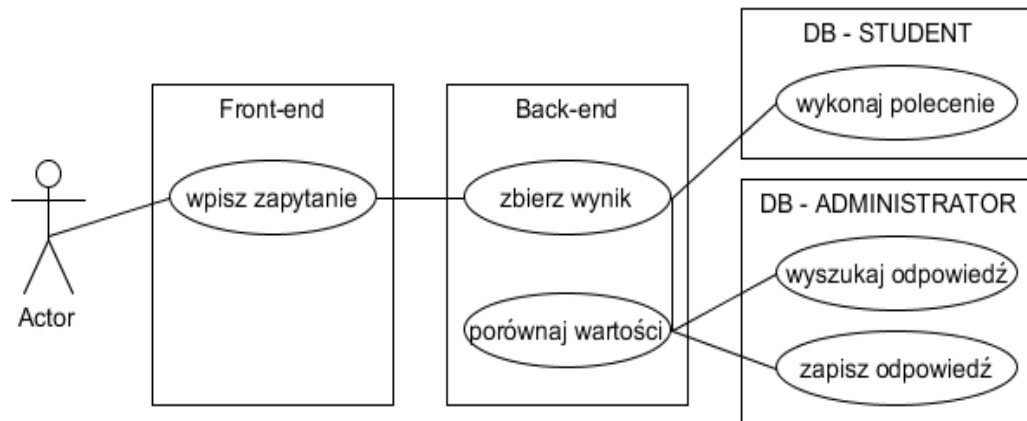 DB - STUDENT
wykonaj polecenie
Front-end
Back-end
wpisz zapytanie
zbierz wynik
DB - ADMINISTRATOR
wyszukaj odpowiedź
Actor
porównaj wartości
zapisz odpowiedź